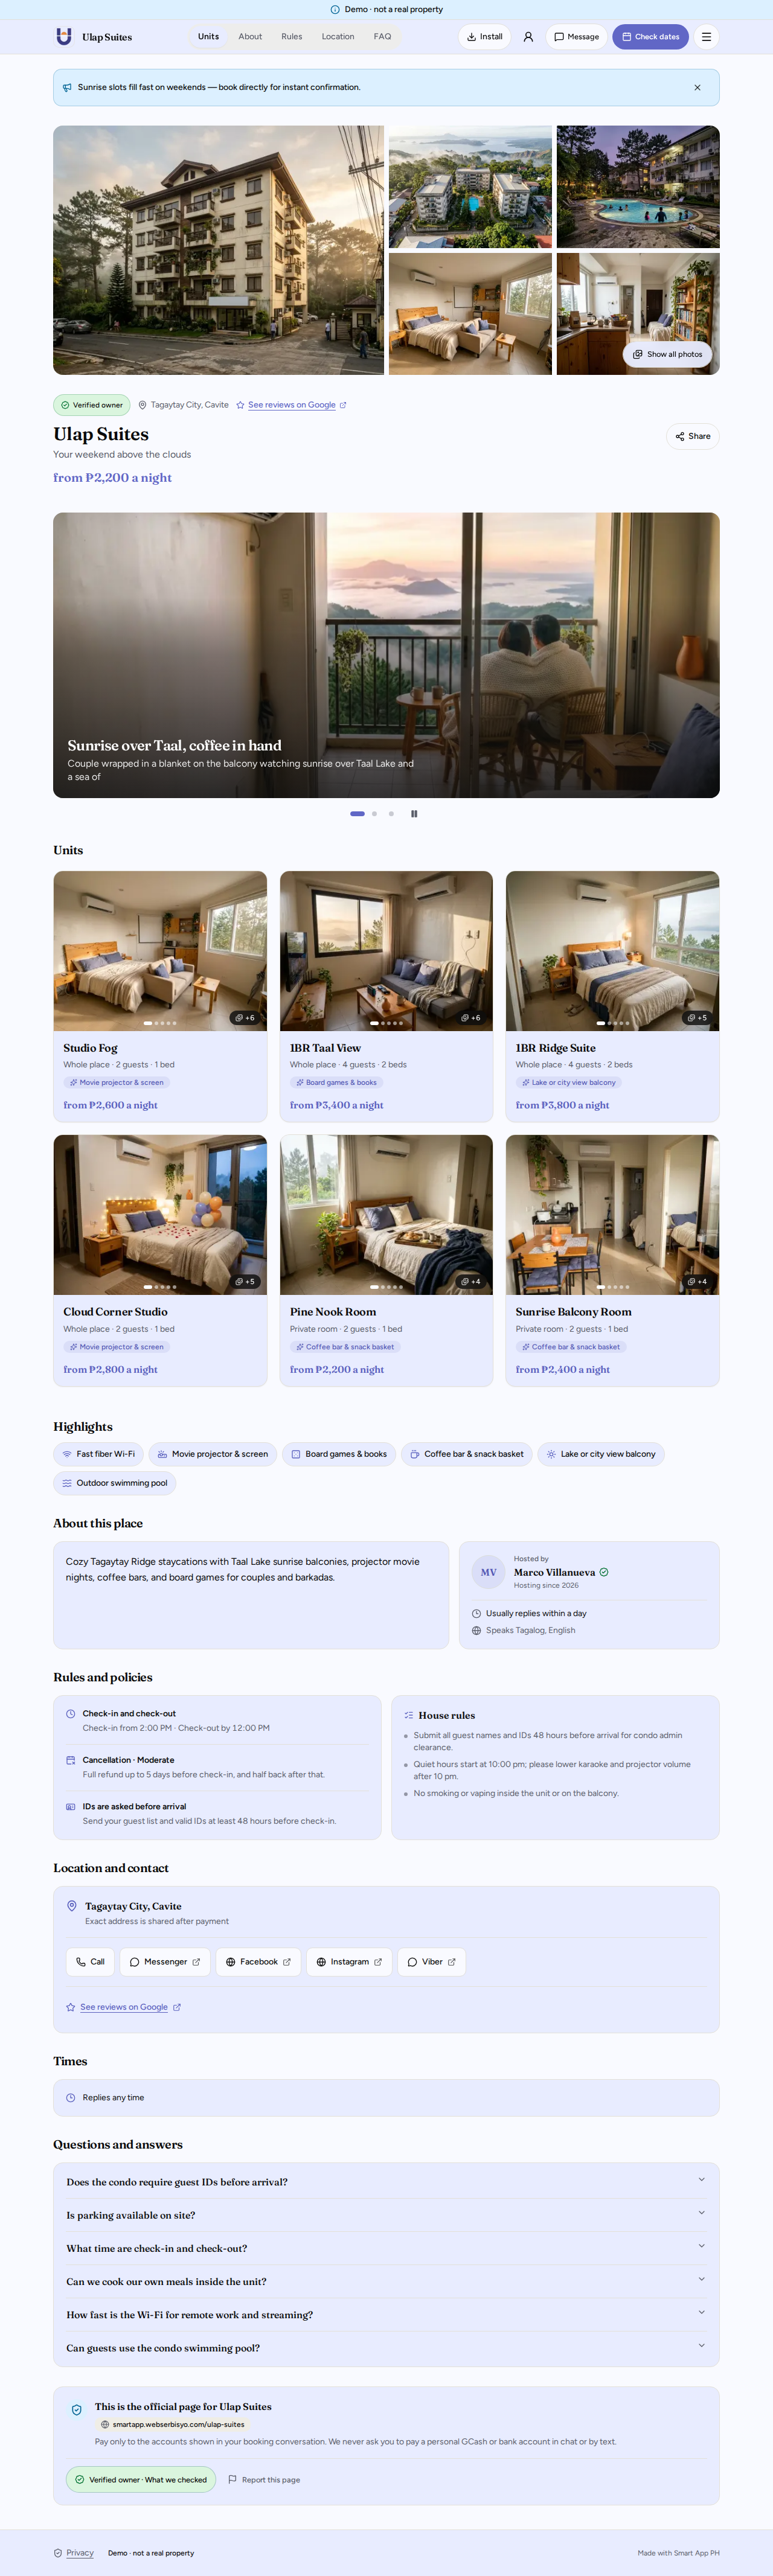 Demo · not a real property
Ulap Suites
Units
About
Rules
Location
FAQ
Install
Message
Check dates
Sunrise slots fill fast on weekends — book directly for instant confirmation.
Show all photos
Verified owner
Tagaytay City, Cavite
See reviews on Google
Ulap Suites
Share
Your weekend above the clouds
from ₱2,200 a night
Sunrise over Taal, coffee in hand
Couple wrapped in a blanket on the balcony watching sunrise over Taal Lake and
a sea of
Units
+6
+6
+5
Studio Fog
Whole place · 2 guests · 1 bed
Movie projector & screen
from ₱2,600 a night
1BR Taal View
Whole place · 4 guests · 2 beds
Board games & books
from ₱3,400 a night
1BR Ridge Suite
Whole place · 4 guests · 2 beds
Lake or city view balcony
from ₱3,800 a night
+5
+4
+4
Cloud Corner Studio
Whole place · 2 guests · 1 bed
Movie projector & screen
from ₱2,800 a night
Pine Nook Room
Private room · 2 guests · 1 bed
Coffee bar & snack basket
from ₱2,200 a night
Sunrise Balcony Room
Private room · 2 guests · 1 bed
Coffee bar & snack basket
from ₱2,400 a night
Highlights
Fast fiber Wi-Fi
Movie projector & screen
Board games & books
Coffee bar & snack basket
Lake or city view balcony
Outdoor swimming pool
About this place
Cozy Tagaytay Ridge staycations with Taal Lake sunrise balconies, projector movie
nights, coffee bars, and board games for couples and barkadas.
MV
Hosted by
Marco Villanueva
Hosting since 2026
Usually replies within a day
Speaks Tagalog, English
Rules and policies
Check-in and check-out
Check-in from 2:00 PM · Check-out by 12:00 PM
Cancellation · Moderate
Full refund up to 5 days before check-in, and half back after that.
IDs are asked before arrival
Send your guest list and valid IDs at least 48 hours before check-in.
House rules
Submit all guest names and IDs 48 hours before arrival for condo admin
clearance.
Quiet hours start at 10:00 pm; please lower karaoke and projector volume
after 10 pm.
No smoking or vaping inside the unit or on the balcony.
Location and contact
Tagaytay City, Cavite
Exact address is shared after payment
Call
Messenger
Facebook
Instagram
Viber
See reviews on Google
Times
Replies any time
Questions and answers
Does the condo require guest IDs before arrival?
Is parking available on site?
What time are check-in and check-out?
Can we cook our own meals inside the unit?
How fast is the Wi-Fi for remote work and streaming?
Can guests use the condo swimming pool?
This is the official page for Ulap Suites
smartapp.webserbisyo.com/ulap-suites
Pay only to the accounts shown in your booking conversation. We never ask you to pay a personal GCash or bank account in chat or by text.
Verified owner · What we checked
Report this page
Privacy
Demo · not a real property
Made with Smart App PH